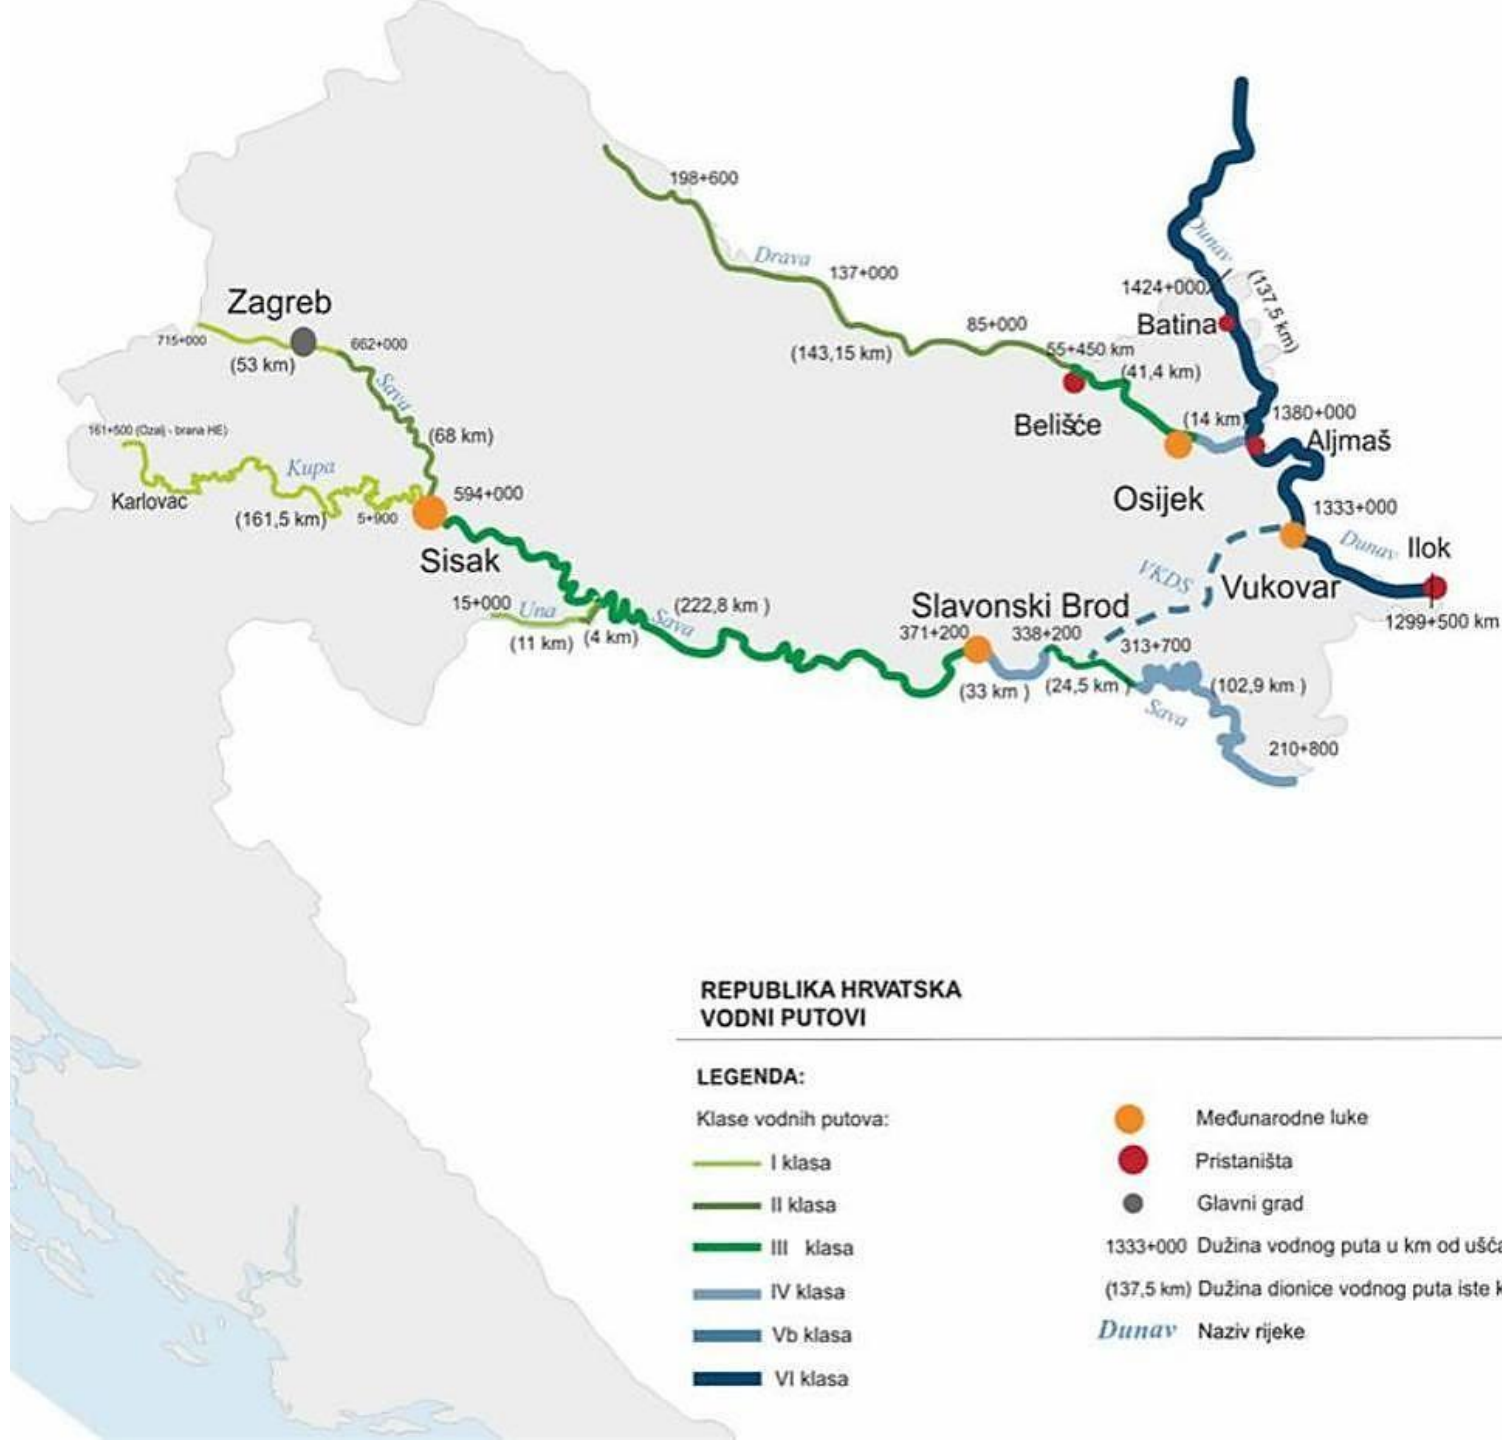 198+600
Drava
137+000
Dunav
1424+000
(137,5 km)
Zagreb
715+000
(53 km)
662+000
Sava
85+000
(143,15 km)
55+450 km
(41,4 km)
Batina
Belišće
(14 km)
1380+000
Aljmaš
161+500 (Ozalj - brana HE)
(68 km)
Kupa
Karlovac
(161,5 km)
5+900
594+000
Sisak
Osijek
1333+000
Dunav
Ilok
VKDS
Vukovar
1299+500 km
15+000
Una
(11 km)
(4 km)
Sava
(222,8 km )
Slavonski Brod
371+200
338+200
313+700
(33 km )
(24,5 km )
(102,9 km )
Sava
210+800
REPUBLIKA HRVATSKA
VODNI PUTOVI
LEGENDA:
Klase vodnih putova:
I klasa
II klasa
III klasa
IV klasa
Vb klasa
VI klasa
Međunarodne luke
Pristaništa
Glavni grad
1333+000 Dužina vodnog puta u km od ušća
(137,5 km) Dužina dionice vodnog puta iste
Dunav Naziv rijeke